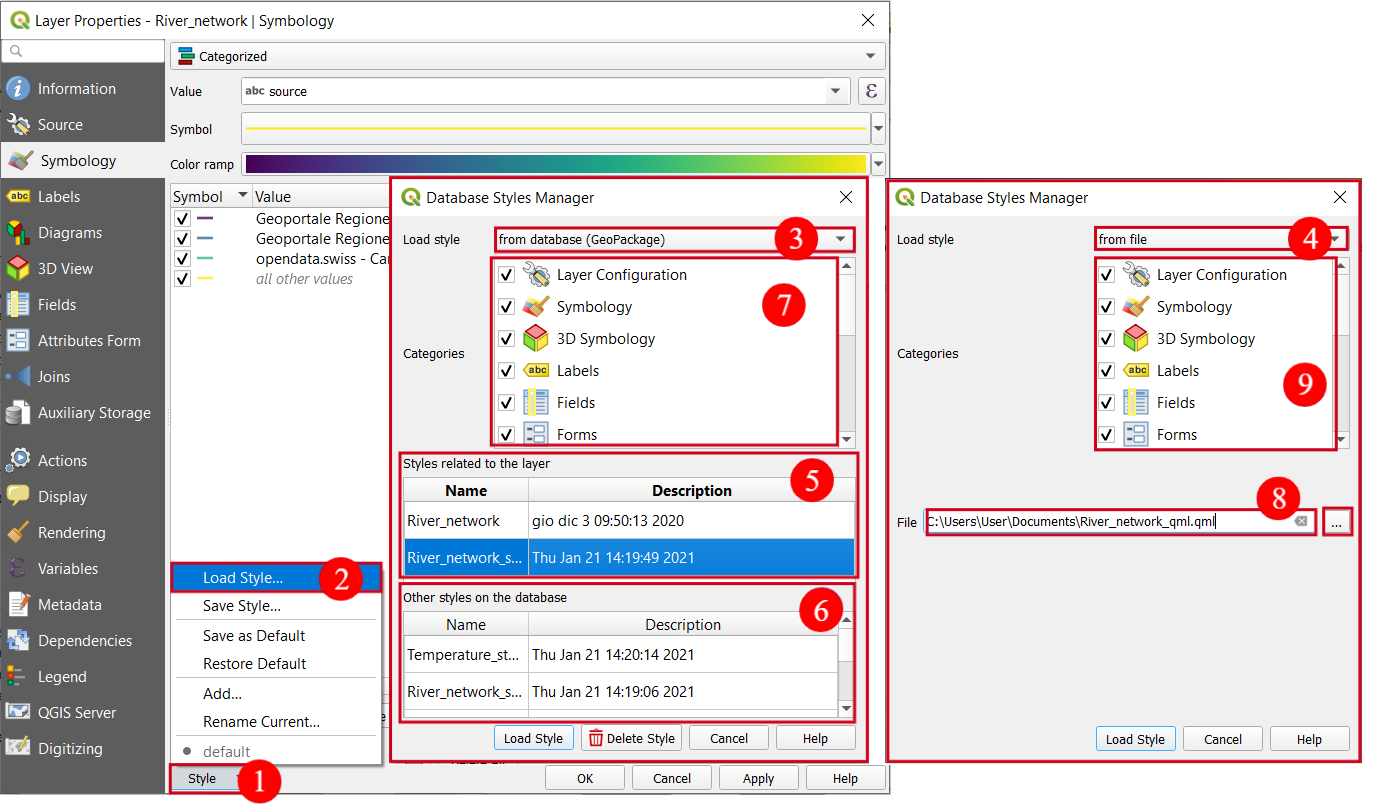 Layer Properties - River_network | Symbology
Information
Source
Symbology
Labels
Diagrams
3D View
Fields
Attributes Form
Joins
Auxiliary Storage
Actions
Display
Rendering
Variables
Metadata
Dependencies
Legend
QGIS Server
Digitizing
Categorized
Value abc source ε
Symbol
Color ramp
Symbol Value
Geoportale Regione
Geoportale Regione
opendata.swiss - Ca
all other values
Load Style... 2
Save Style...
Save as Default
Restore Default
Add...
Rename Current...
default
Style 1
OK Cancel Apply Help
Database Styles Manager
Load style from database (GeoPackage) 3
Categories
Layer Configuration
7
Symbology
3D Symbology
abc Labels
Fields
Forms
Styles related to the layer
5
Name Description
River_network gio dic 3 09:50:13 2020
River_network_s... Thu Jan 21 14:19:49 2021
Other styles on the database
6
Name Description
Temperature_st... Thu Jan 21 14:20:14 2021
River_network_s... Thu Jan 21 14:19:06 2021
Load Style Delete Style Cancel Help
Database Styles Manager
Load style from file 4
Categories
Layer Configuration
Symbology
3D Symbology
abc Labels
9
Fields
Forms
8
File C:\Users\User\Documents\River_network_qml.qml ...
Load Style Cancel Help